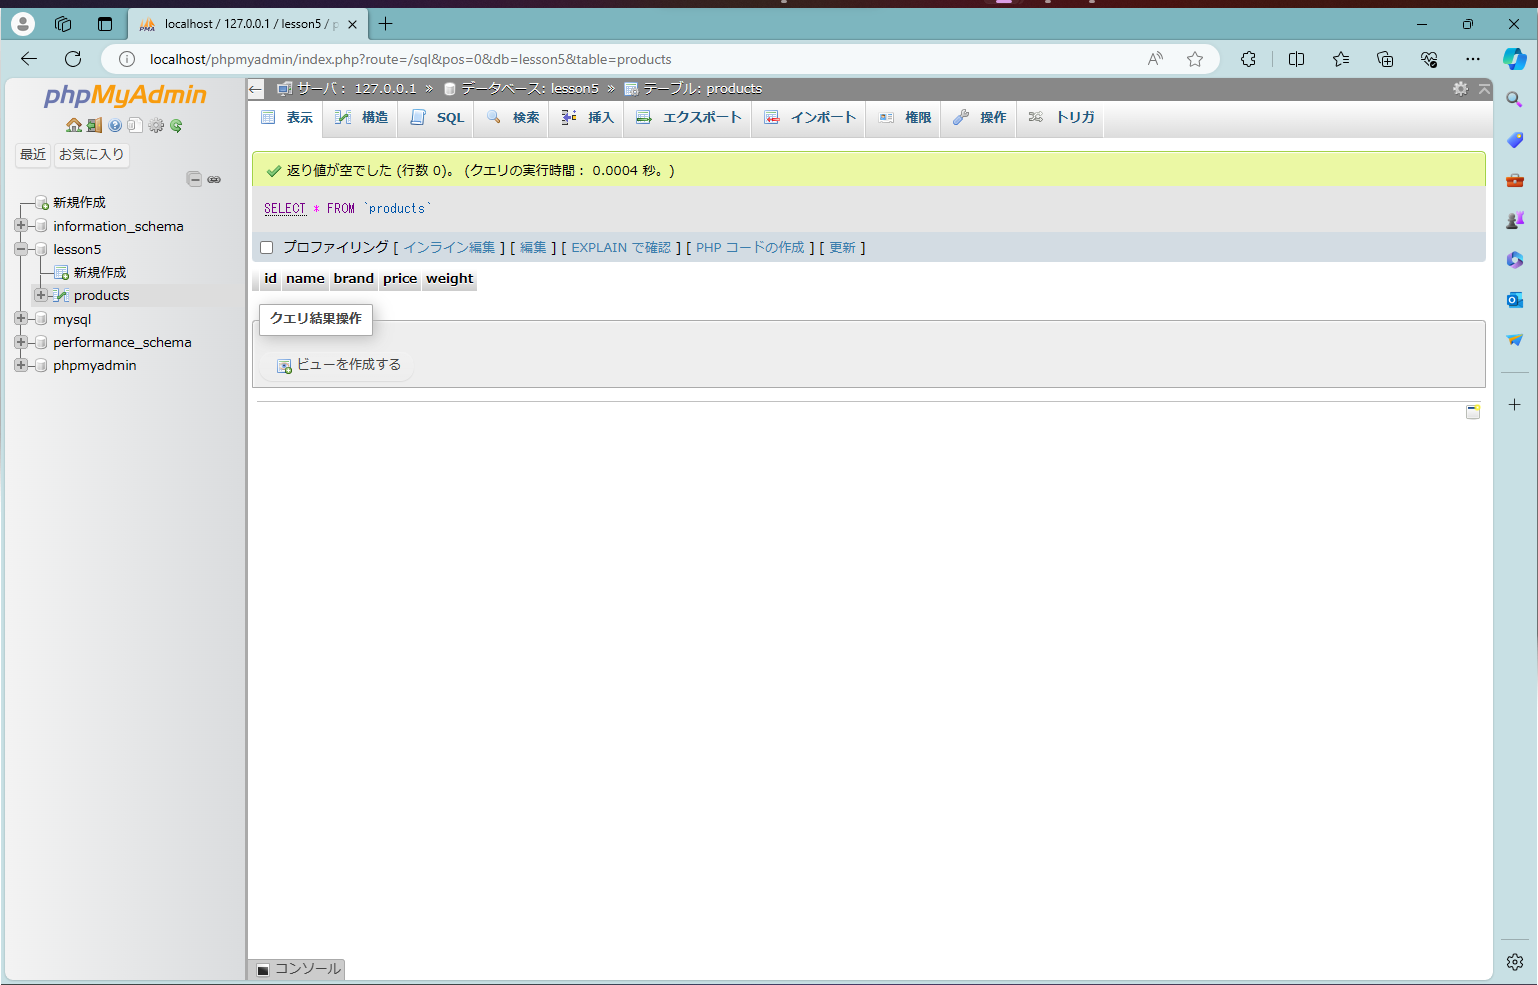 localhost / 127.0.0.1 / lesson5 / p
localhost/phpmyadmin/index.php?route=/sql&pos=0&db=lesson5&table=products
phpMyAdmin
最近 お気に入り
新規作成
information_schema
lesson5
新規作成
products
mysql
performance_schema
phpmyadmin
サーバ： 127.0.0.1 » データベース: lesson5 » テーブル: products
表示 構造 SQL 検索 挿入 エクスポート インポート 権限 操作 トリガ
返り値が空でした (行数 0)。 (クエリの実行時間： 0.0004 秒。)
SELECT * FROM `products`
プロファイリング [ インライン編集 ] [ 編集 ] [ EXPLAIN で確認 ] [ PHP コードの作成 ] [ 更新 ]
id name brand price weight
クエリ結果操作
ビューを作成する
コンソール